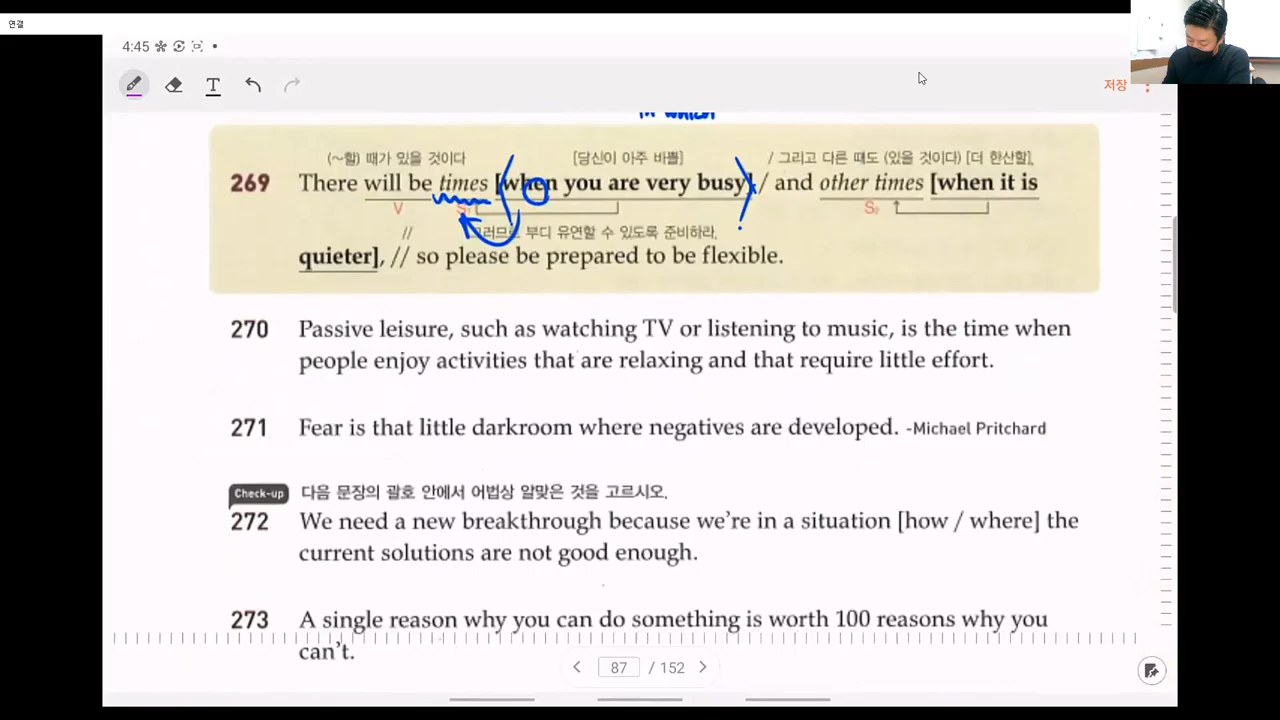 연결
4:45
T
저장
in which
(~할) 때가 있을 것이다 [당신이 아주 바쁠] / 그리고 다른 때도 (있을 것이다) [더 한산할],
269 There will be times [when you are very busy] / and other times [when it is
V S₁ S₂
// 그러므로 부디 유연할 수 있도록 준비하라.
quieter], // so please be prepared to be flexible.
270 Passive leisure, such as watching TV or listening to music, is the time when
people enjoy activities that are relaxing and that require little effort.
271 Fear is that little darkroom where negatives are developed. -Michael Pritchard
Check-up 다음 문장의 괄호 안에서 어법상 알맞은 것을 고르시오.
272 We need a new breakthrough because we're in a situation [how / where] the
current solutions are not good enough.
273 A single reason why you can do something is worth 100 reasons why you
can't.
< 87 / 152 >